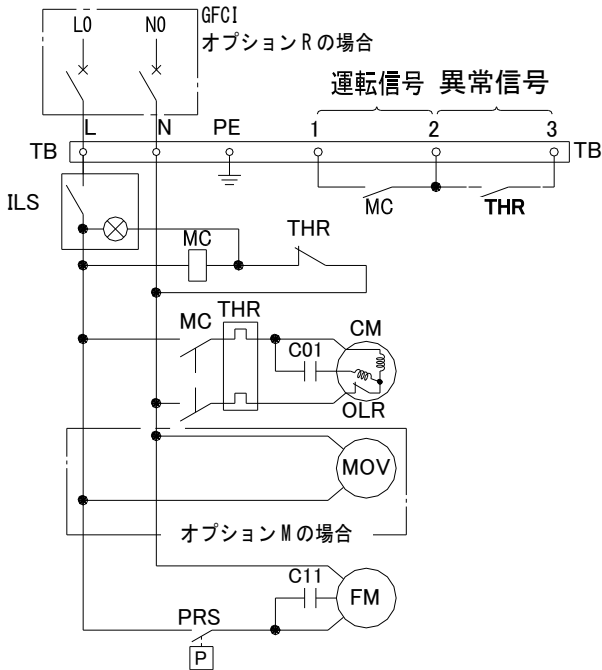 GFCI
L0 N0
オプションRの場合
運転信号 異常信号
L N PE 1 2 3
TB TB
ILS
MC THR
MC THR
MC THR CM
C01
OLR
MOV
オプションMの場合
C11
FM
PRS
P